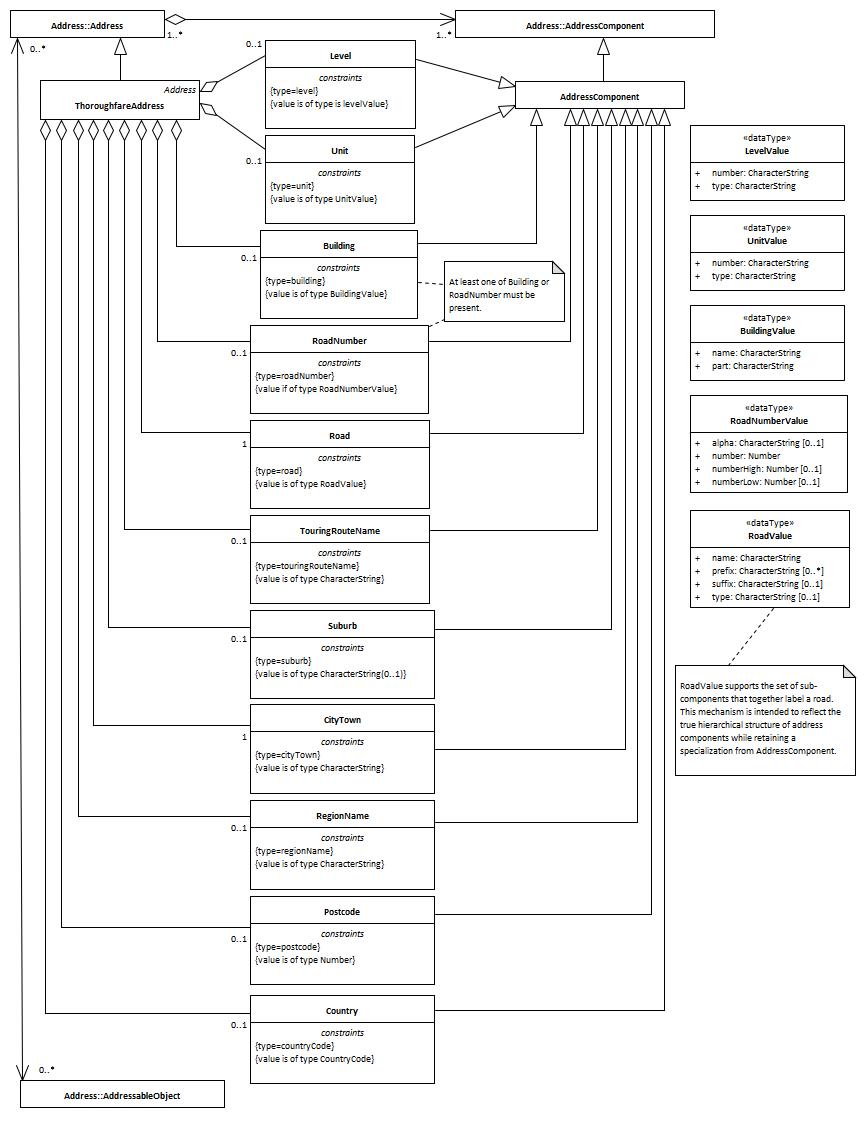 Address::Address
1..*
0..*
Address::AddressComponent
1..*
0..1
Level
constraints
{type=level}
{value is of type is levelValue}
Address
ThoroughfareAddress
AddressComponent
0..1
Unit
constraints
{type=unit}
{value is of type UnitValue}
0..1
Building
constraints
{type=building}
{value is of type BuildingValue}
At least one of Building or
RoadNumber must be
present.
0..1
RoadNumber
constraints
{type=roadNumber}
{value if of type RoadNumberValue}
1
Road
constraints
{type=road}
{value is of type RoadValue}
0..1
TouringRouteName
constraints
{type=touringRouteName}
{value is of type CharacterString}
0..1
Suburb
constraints
{type=suburb}
{value is of type CharacterString(0..1)}
1
CityTown
constraints
{type=cityTown}
{value is of type CharacterString}
0..1
RegionName
constraints
{type=regionName}
{value is of type CharacterString}
0..1
Postcode
constraints
{type=postcode}
{value is of type Number}
0..1
Country
constraints
{type=countryCode}
{value is of type CountryCode}
0..*
Address::AddressableObject
«dataType»
LevelValue
+ number: CharacterString
+ type: CharacterString
«dataType»
UnitValue
+ number: CharacterString
+ type: CharacterString
«dataType»
BuildingValue
+ name: CharacterString
+ part: CharacterString
«dataType»
RoadNumberValue
+ alpha: CharacterString [0..1]
+ number: Number
+ numberHigh: Number [0..1]
+ numberLow: Number [0..1]
«dataType»
RoadValue
+ name: CharacterString
+ prefix: CharacterString [0..*]
+ suffix: CharacterString [0..1]
+ type: CharacterString [0..1]
RoadValue supports the set of sub-
components that together label a road.
This mechanism is intended to reflect the
true hierarchical structure of address
components while retaining a
specialization from AddressComponent.